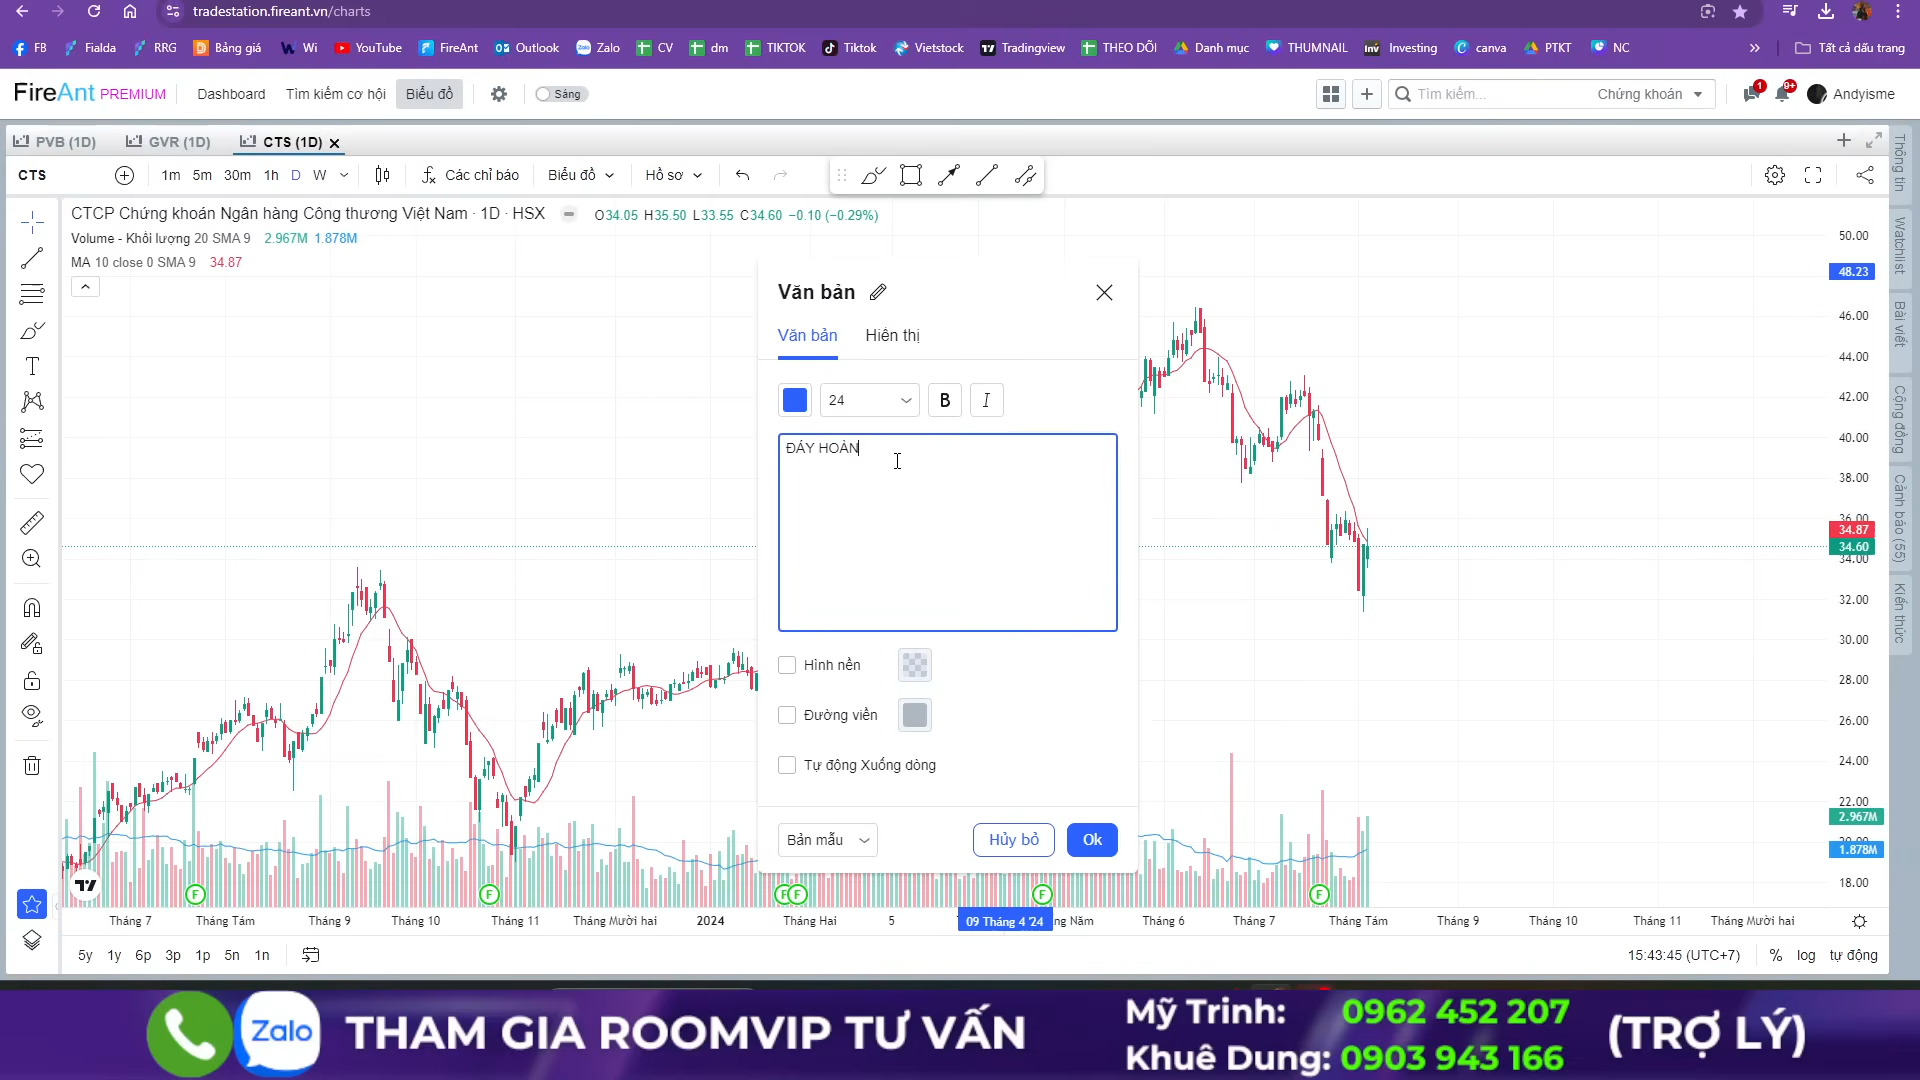 tradestation.fireant.vn/charts
FB Fialda RRG Bảng giá Wi YouTube FireAnt Outlook Zalo CV dm TIKTOK Tiktok Vietstock Tradingview THEO DÕI Danh mục THUMNAIL Investing canva PTKT NC Tất cả dấu trang
FireAnt PREMIUM Dashboard Tìm kiếm cơ hội Biểu đồ Sáng Tìm kiếm... Chứng khoán 1 9+ Andyisme
PVB (1D) GVR (1D) CTS (1D)
CTS 1m 5m 30m 1h D W Các chỉ báo Biểu đồ Hồ sơ
CTCP Chứng khoán Ngân hàng Công thương Việt Nam · 1D · HSX O34.05 H35.50 L33.55 C34.60 −0.10 (−0.29%)
Volume - Khối lượng 20 SMA 9 2.967M 1.878M
MA 10 close 0 SMA 9 34.87
Văn bản
Văn bản Hiên thị
24 B I
ĐÁY HOÀN
Hình nền
Đường viền
Tự động Xuống dòng
Bản mẫu Hủy bỏ Ok
50.00
48.23
46.00
44.00
42.00
40.00
38.00
36.00
34.87
34.60
34.00
32.00
30.00
28.00
26.00
24.00
22.00
2.967M
1.878M
18.00
Thông tin
Watchlist
Bài viết
Cộng đồng
Cảnh báo (55)
Kiến thức
F F F F F F
Tháng 7 Tháng Tám Tháng 9 Tháng 10 Tháng 11 Tháng Mười hai 2024 Tháng Hai 5 09 Tháng 4 '24 ng Năm Tháng 6 Tháng 7 Tháng Tám Tháng 9 Tháng 10 Tháng 11 Tháng Mười hai
5y 1y 6p 3p 1p 5n 1n 15:43:45 (UTC+7) % log tự động
Zalo THAM GIA ROOMVIP TƯ VẤN
Mỹ Trinh: 0962 452 207
Khuê Dung: 0903 943 166
(TRỢ LÝ)